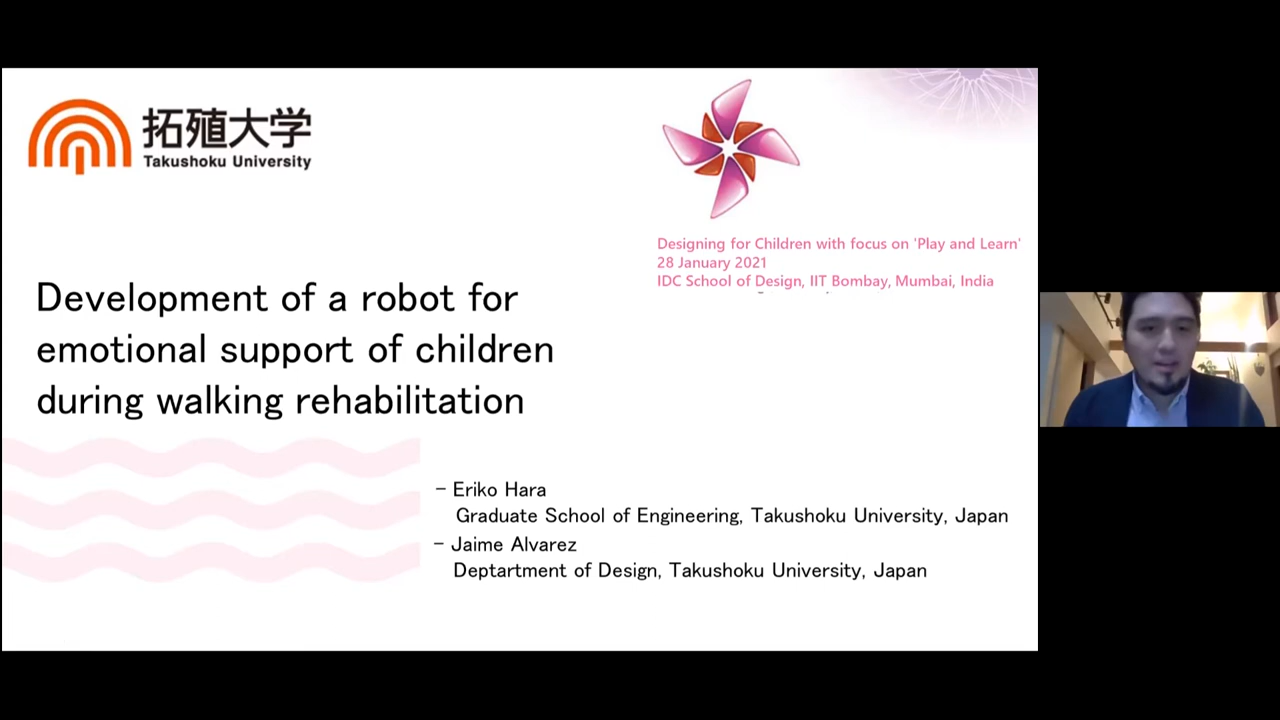 拓殖大学
Takushoku University
Designing for Children with focus on 'Play and Learn'
28 January 2021
IDC School of Design, IIT Bombay, Mumbai, India
Development of a robot for
emotional support of children
during walking rehabilitation
- Eriko Hara
Graduate School of Engineering, Takushoku University, Japan
- Jaime Alvarez
Deptartment of Design, Takushoku University, Japan